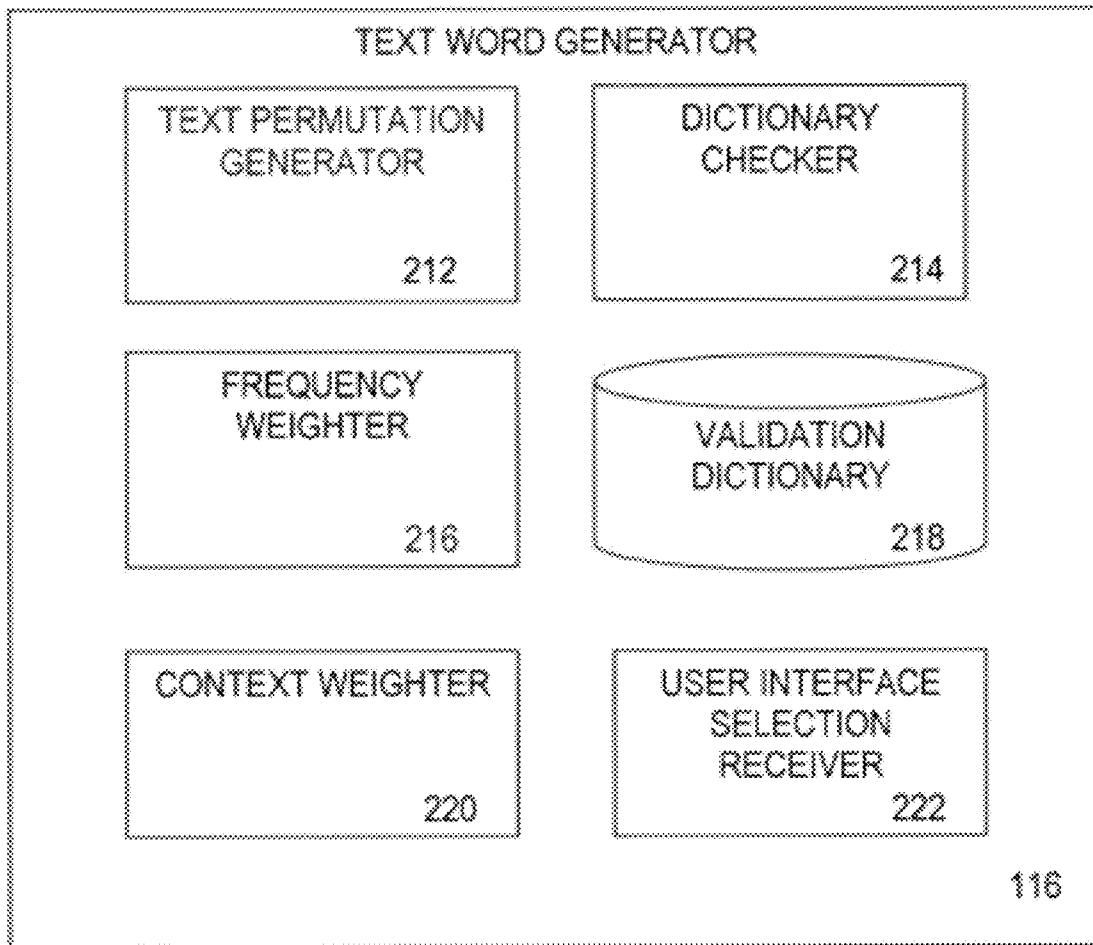 TEXT WORD GENERATOR
TEXT PERMUTATION
GENERATOR
212
DICTIONARY
CHECKER
214
FREQUENCY
WEIGHTER
216
VALIDATION
DICTIONARY
218
CONTEXT WEIGHTER
220
USER INTERFACE
SELECTION
RECEIVER
222
116